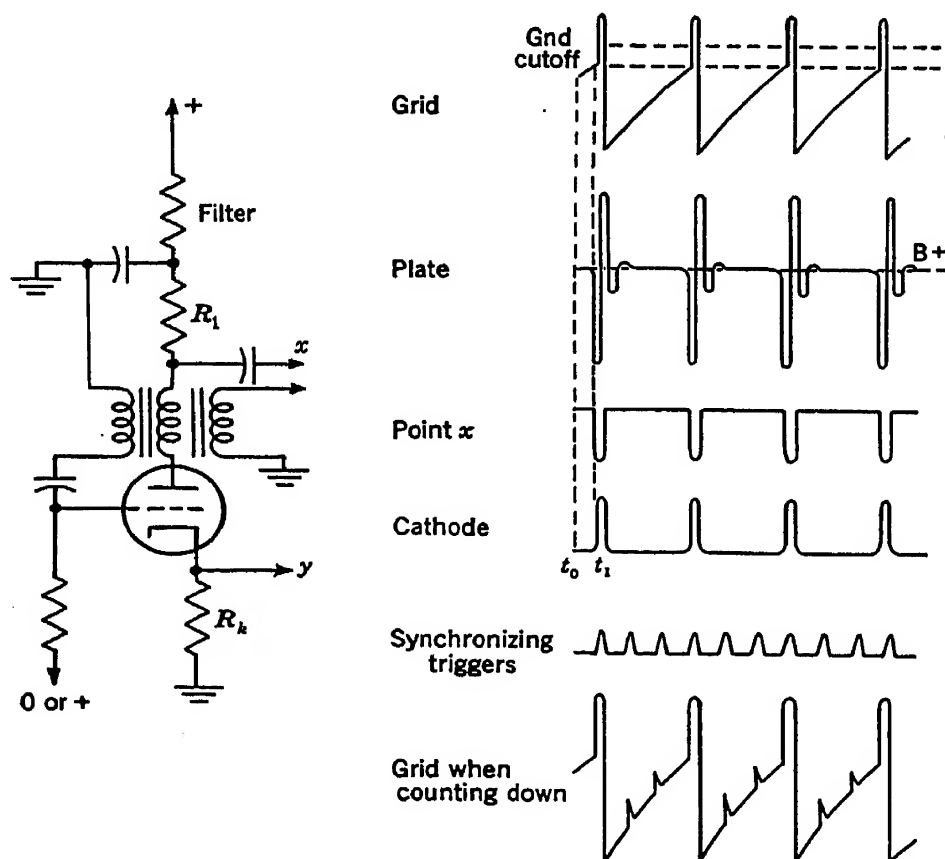 +
Filter
R₁
x
y
Rₖ
0 or +
Gnd
cutoff
Grid
Plate
B+
Point x
Cathode
t₀ t₁
Synchronizing
triggers
Grid when
counting down